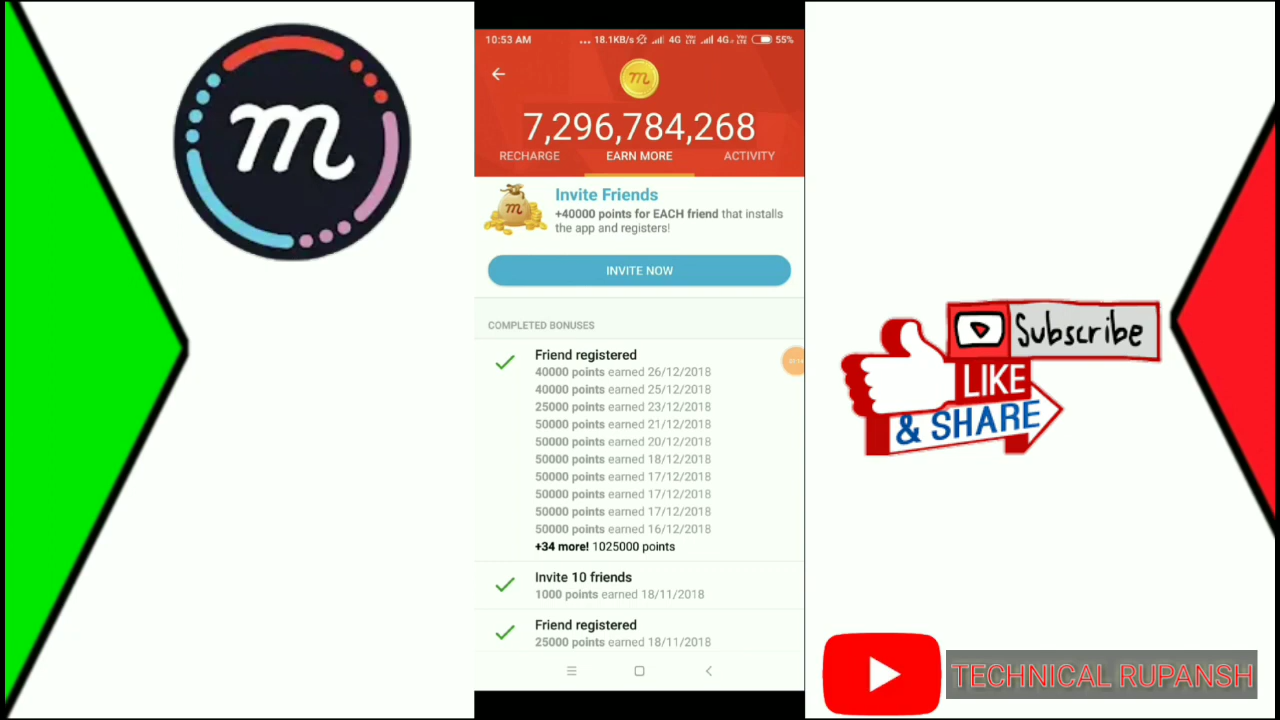 m
10:53 AM
... 18.1KB/s 4G 4G 55%
m
7,296,784,268
RECHARGE EARN MORE ACTIVITY
m
Invite Friends
+40000 points for EACH friend that installs
the app and registers!
INVITE NOW
COMPLETED BONUSES
Friend registered
40000 points earned 26/12/2018
40000 points earned 25/12/2018
25000 points earned 23/12/2018
50000 points earned 21/12/2018
50000 points earned 20/12/2018
50000 points earned 18/12/2018
50000 points earned 17/12/2018
50000 points earned 17/12/2018
50000 points earned 17/12/2018
50000 points earned 16/12/2018
+34 more! 1025000 points
Invite 10 friends
1000 points earned 18/11/2018
Friend registered
25000 points earned 18/11/2018
Subscribe
LIKE
& SHARE
TECHNICAL RUPANSH